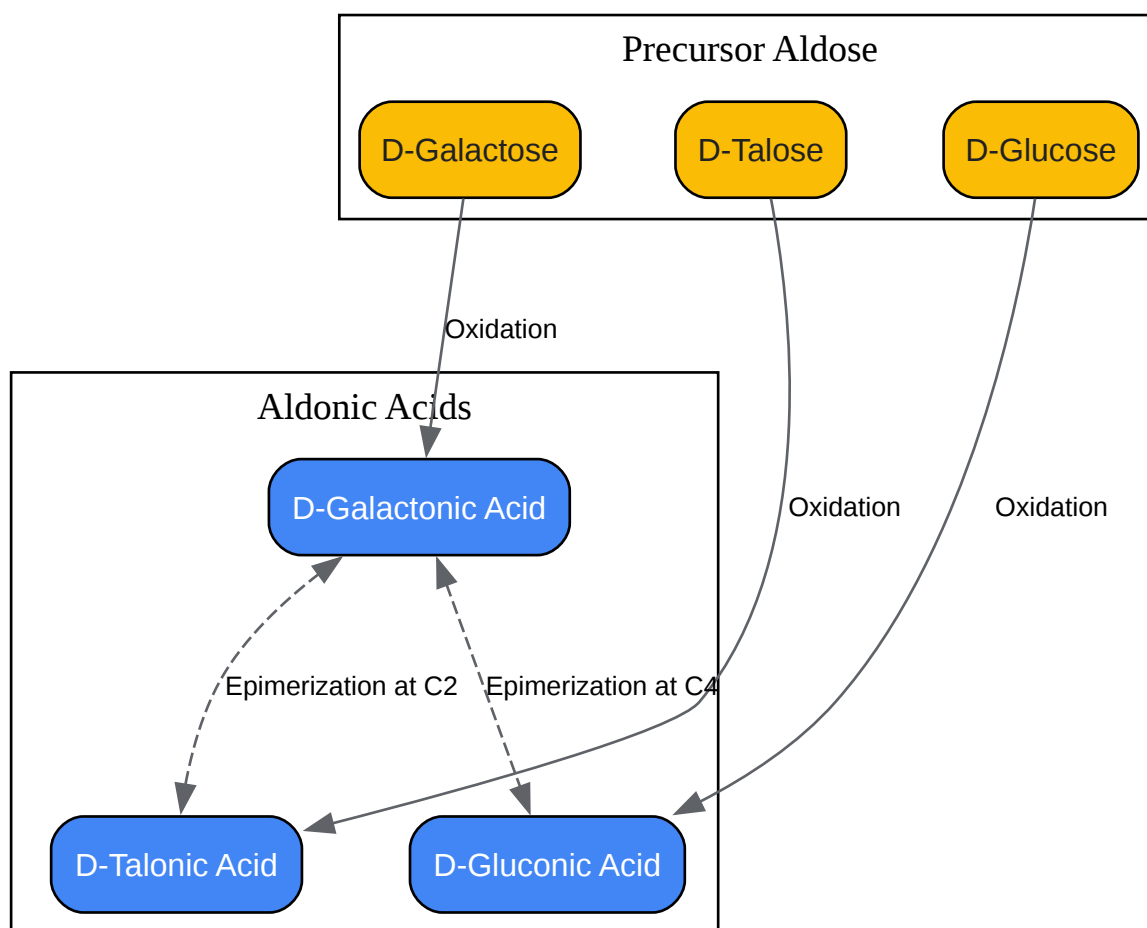 Precursor Aldose
D-Galactose
D-Talose
D-Glucose
Oxidation
Aldonic Acids
D-Galactonic Acid
Oxidation
Oxidation
Epimerization at C2
Epimerization at C4
D-Talonic Acid
D-Gluconic Acid